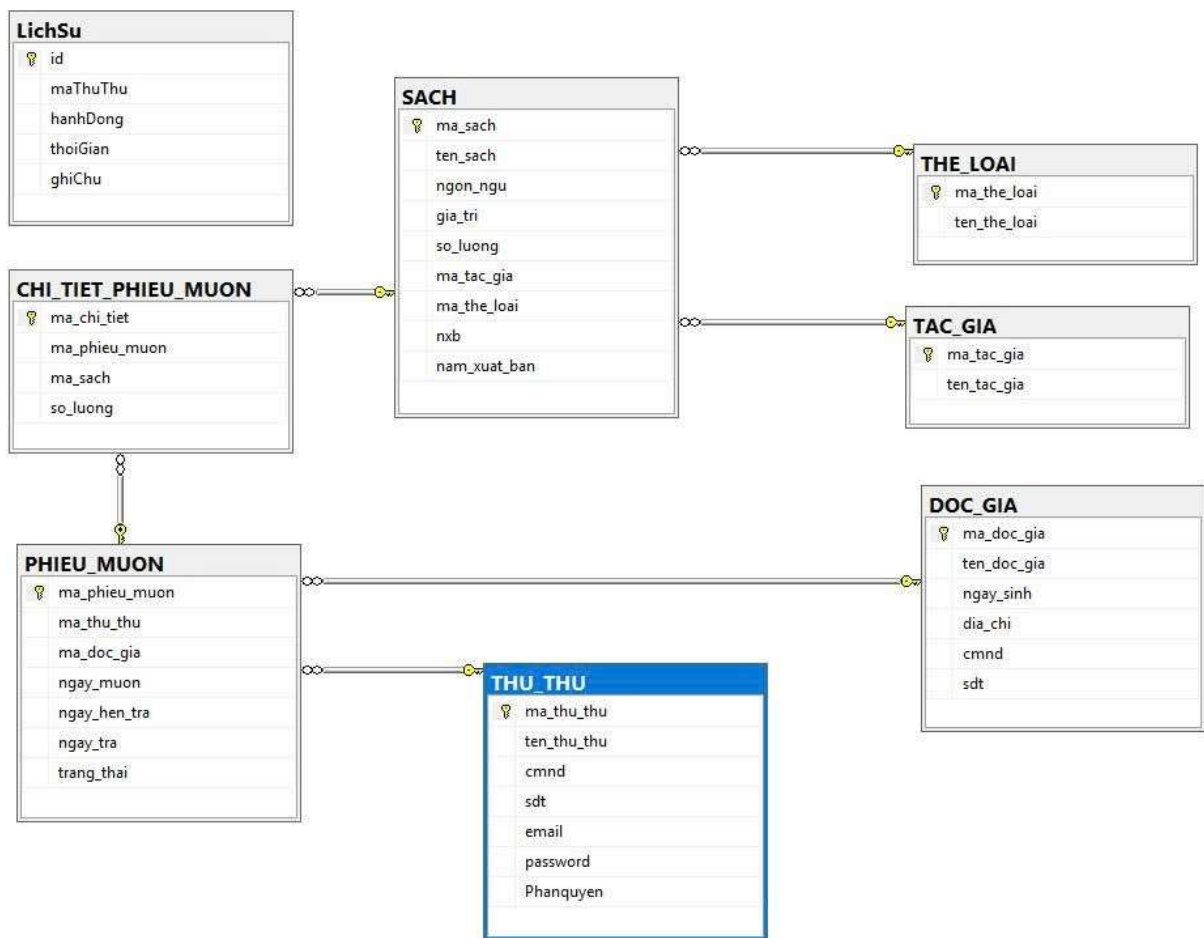 LichSu
id
maThuThu
hanhDong
thoiGian
ghiChu
SACH
ma_sach
ten_sach
ngon_ngu
gia_tri
so_luong
ma_tac_gia
ma_the_loai
nxb
nam_xuat_ban
THE_LOAI
ma_the_loai
ten_the_loai
CHI_TIET_PHIEU_MUON
ma_chi_tiet
ma_phieu_muon
ma_sach
so_luong
TAC_GIA
ma_tac_gia
ten_tac_gia
PHIEU_MUON
ma_phieu_muon
ma_thu_thu
ma_doc_gia
ngay_muon
ngay_hen_tra
ngay_tra
trang_thai
DOC_GIA
ma_doc_gia
ten_doc_gia
ngay_sinh
dia_chi
cmnd
sdt
THU_THU
ma_thu_thu
ten_thu_thu
cmnd
sdt
email
password
Phanquyen